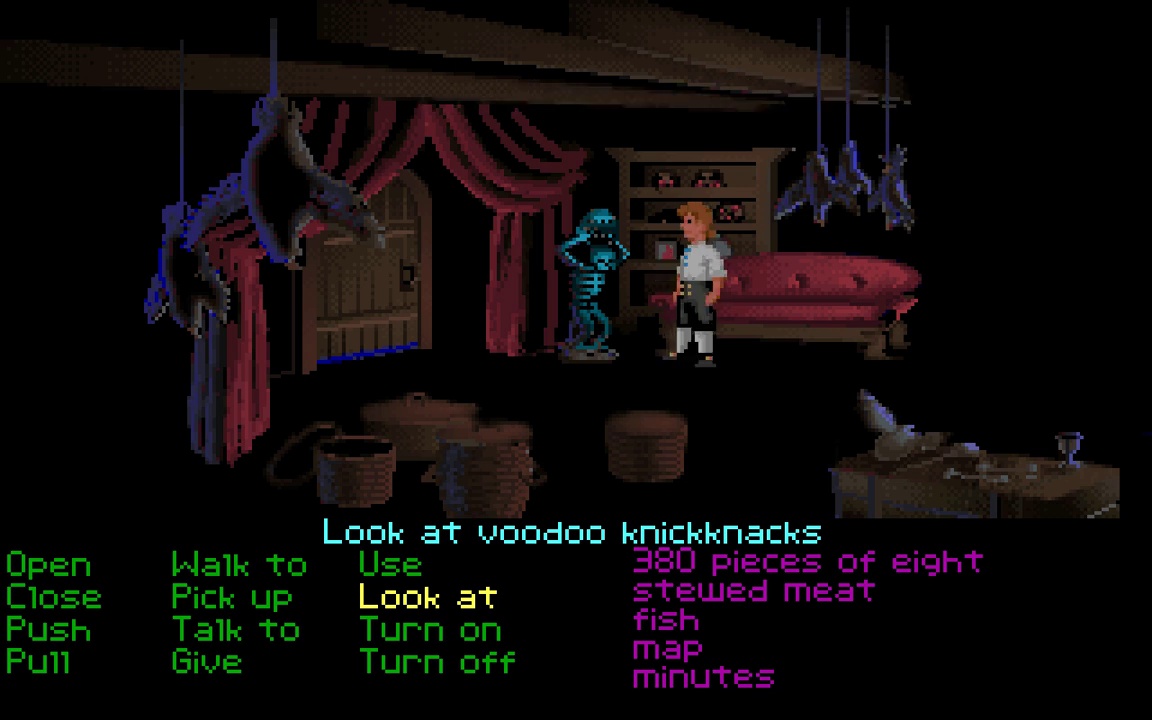 Look at voodoo knickknacks
Open Walk to Use
Close Pick up Look at
Push Talk to Turn on
Pull Give Turn off
380 pieces of eight
stewed meat
fish
map
minutes